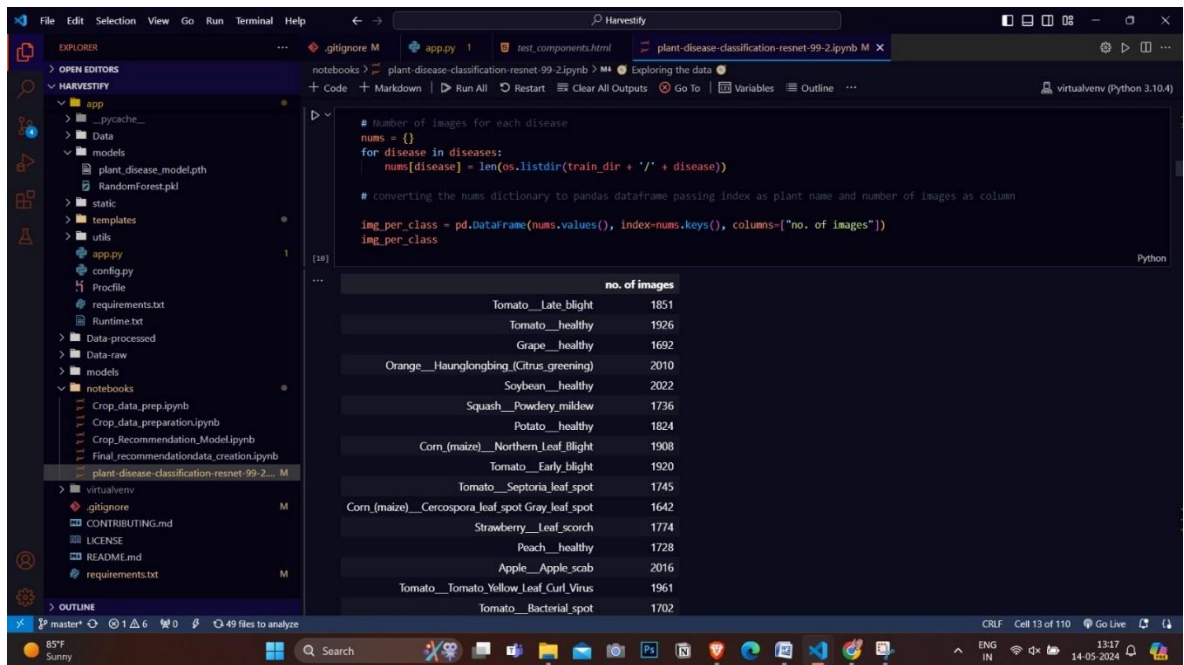 File Edit Selection View Go Run Terminal Help
Harvestify
EXPLORER
.gitignore M
app.py 1
test_components.html
plant-disease-classification-resnet-99-2.ipynb M
OPEN EDITORS
HARVESTIFY
app
__pycache__
Data
models
plant_disease_model.pth
RandomForest.pkl
static
templates
utils
app.py 1
config.py
Procfile
requirements.txt
Runtime.txt
Data-processed
Data-raw
models
notebooks
Crop_data_prep.ipynb
Crop_data_preparation.ipynb
Crop_Recommendation_Model.ipynb
Final_recommendationdata_creation.ipynb
plant-disease-classification-resnet-99-2.... M
virtualvenv
.gitignore M
CONTRIBUTING.md
LICENSE
README.md
requirements.txt M
OUTLINE
notebooks > plant-disease-classification-resnet-99-2.ipynb > M↓ Exploring the data
+ Code + Markdown | Run All Restart Clear All Outputs Go To | Variables Outline ...
virtualvenv (Python 3.10.4)
# Number of images for each disease
nums = {}
for disease in diseases:
nums[disease] = len(os.listdir(train_dir + '/' + disease))
# converting the nums dictionary to pandas dataframe passing index as plant name and number of images as column
img_per_class = pd.DataFrame(nums.values(), index=nums.keys(), columns=["no. of images"])
img_per_class
[10]
Python
no. of images
Tomato___Late_blight 1851
Tomato___healthy 1926
Grape___healthy 1692
Orange___Haunglongbing_(Citrus_greening) 2010
Soybean___healthy 2022
Squash___Powdery_mildew 1736
Potato___healthy 1824
Corn_(maize)___Northern_Leaf_Blight 1908
Tomato___Early_blight 1920
Tomato___Septoria_leaf_spot 1745
Corn_(maize)___Cercospora_leaf_spot Gray_leaf_spot 1642
Strawberry___Leaf_scorch 1774
Peach___healthy 1728
Apple___Apple_scab 2016
Tomato___Tomato_Yellow_Leaf_Curl_Virus 1961
Tomato___Bacterial_spot 1702
master* 1 6 0 49 files to analyze
CRLF Cell 13 of 110 Go Live
85°F
Sunny
Search
Ps
ENG
IN
13:17
14-05-2024